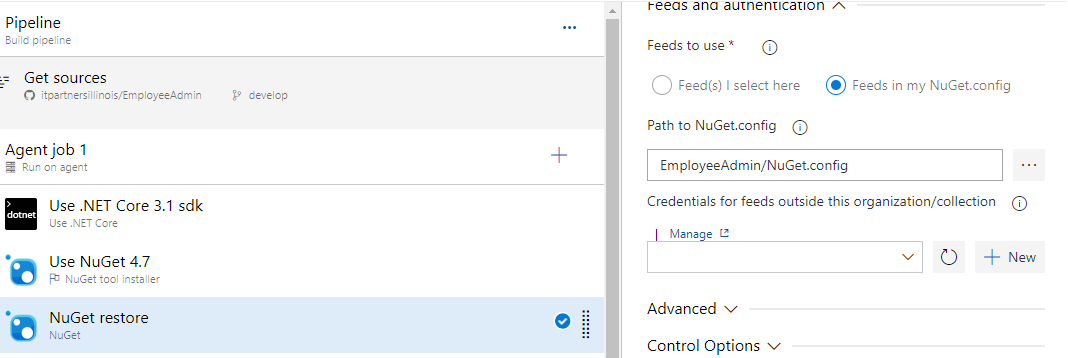 Pipeline
Build pipeline
Get sources
itpartnersillinois/EmployeeAdmin develop
Agent job 1
Run on agent
dotnet
Use .NET Core 3.1 sdk
Use .NET Core
Use NuGet 4.7
NuGet tool installer
NuGet restore
NuGet
Feeds and authentication
Feeds to use *
Feed(s) I select here
Feeds in my NuGet.config
Path to NuGet.config
EmployeeAdmin/NuGet.config
Credentials for feeds outside this organization/collection
Manage
New
Advanced
Control Options